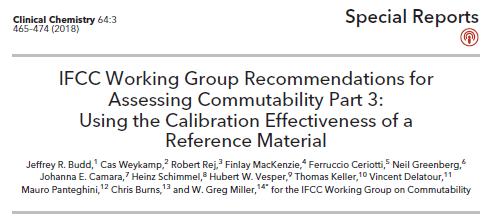 Clinical Chemistry 64:3
465–474 (2018)
Special Reports
IFCC Working Group Recommendations for
Assessing Commutability Part 3:
Using the Calibration Effectiveness of a
Reference Material
Jeffrey R. Budd,1 Cas Weykamp,2 Robert Rej,3 Finlay MacKenzie,4 Ferruccio Ceriotti,5 Neil Greenberg,6
Johanna E. Camara,7 Heinz Schimmel,8 Hubert W. Vesper,9 Thomas Keller,10 Vincent Delatour,11
Mauro Panteghini,12 Chris Burns,13 and W. Greg Miller,14* for the IFCC Working Group on Commutability